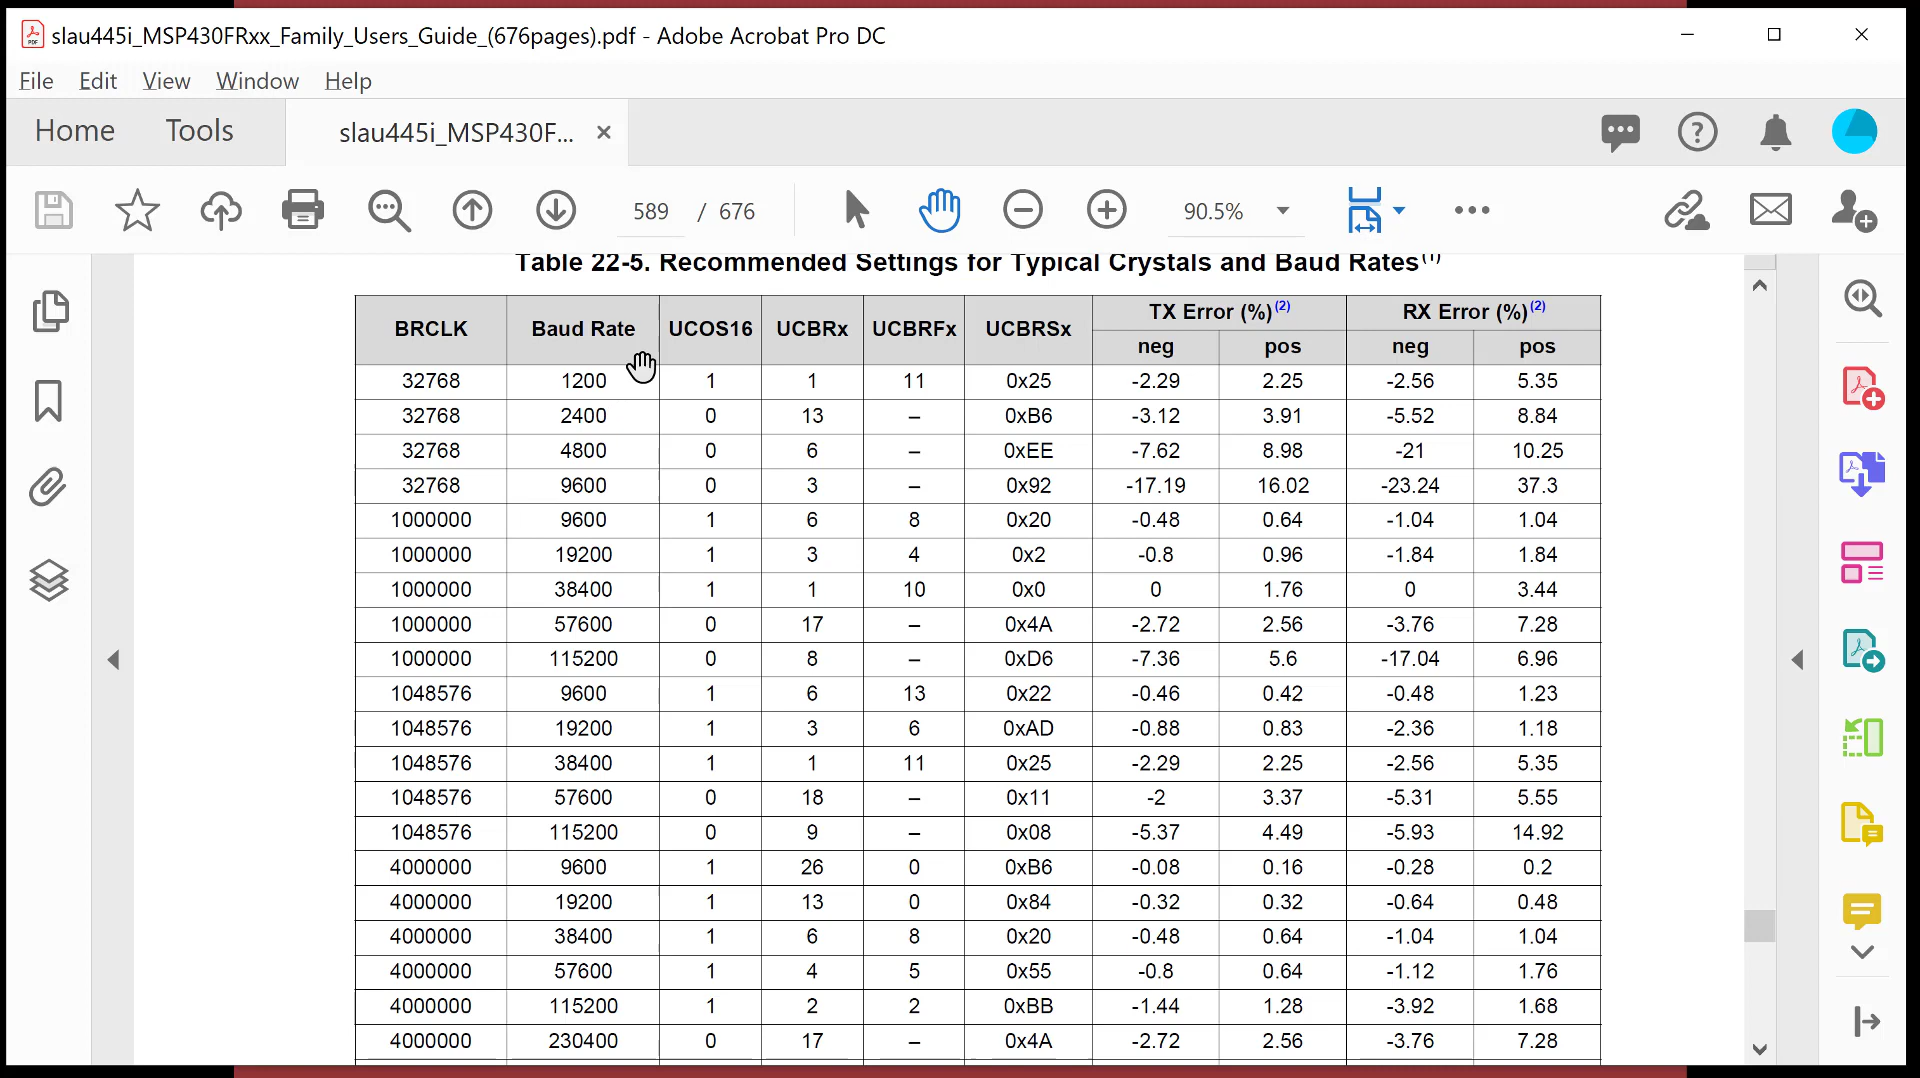 slau445i_MSP430FRxx_Family_Users_Guide_(676pages).pdf - Adobe Acrobat Pro DC
File Edit View Window Help
Home Tools slau445i_MSP430F...
589 / 676 90.5%
Table 22-5. Recommended Settings for Typical Crystals and Baud Rates(1)
BRCLK Baud Rate UCOS16 UCBRx UCBRFx UCBRSx TX Error (%)(2) RX Error (%)(2)
neg pos neg pos
32768 1200 1 1 11 0x25 -2.29 2.25 -2.56 5.35
32768 2400 0 13 – 0xB6 -3.12 3.91 -5.52 8.84
32768 4800 0 6 – 0xEE -7.62 8.98 -21 10.25
32768 9600 0 3 – 0x92 -17.19 16.02 -23.24 37.3
1000000 9600 1 6 8 0x20 -0.48 0.64 -1.04 1.04
1000000 19200 1 3 4 0x2 -0.8 0.96 -1.84 1.84
1000000 38400 1 1 10 0x0 0 1.76 0 3.44
1000000 57600 0 17 – 0x4A -2.72 2.56 -3.76 7.28
1000000 115200 0 8 – 0xD6 -7.36 5.6 -17.04 6.96
1048576 9600 1 6 13 0x22 -0.46 0.42 -0.48 1.23
1048576 19200 1 3 6 0xAD -0.88 0.83 -2.36 1.18
1048576 38400 1 1 11 0x25 -2.29 2.25 -2.56 5.35
1048576 57600 0 18 – 0x11 -2 3.37 -5.31 5.55
1048576 115200 0 9 – 0x08 -5.37 4.49 -5.93 14.92
4000000 9600 1 26 0 0xB6 -0.08 0.16 -0.28 0.2
4000000 19200 1 13 0 0x84 -0.32 0.32 -0.64 0.48
4000000 38400 1 6 8 0x20 -0.48 0.64 -1.04 1.04
4000000 57600 1 4 5 0x55 -0.8 0.64 -1.12 1.76
4000000 115200 1 2 2 0xBB -1.44 1.28 -3.92 1.68
4000000 230400 0 17 – 0x4A -2.72 2.56 -3.76 7.28